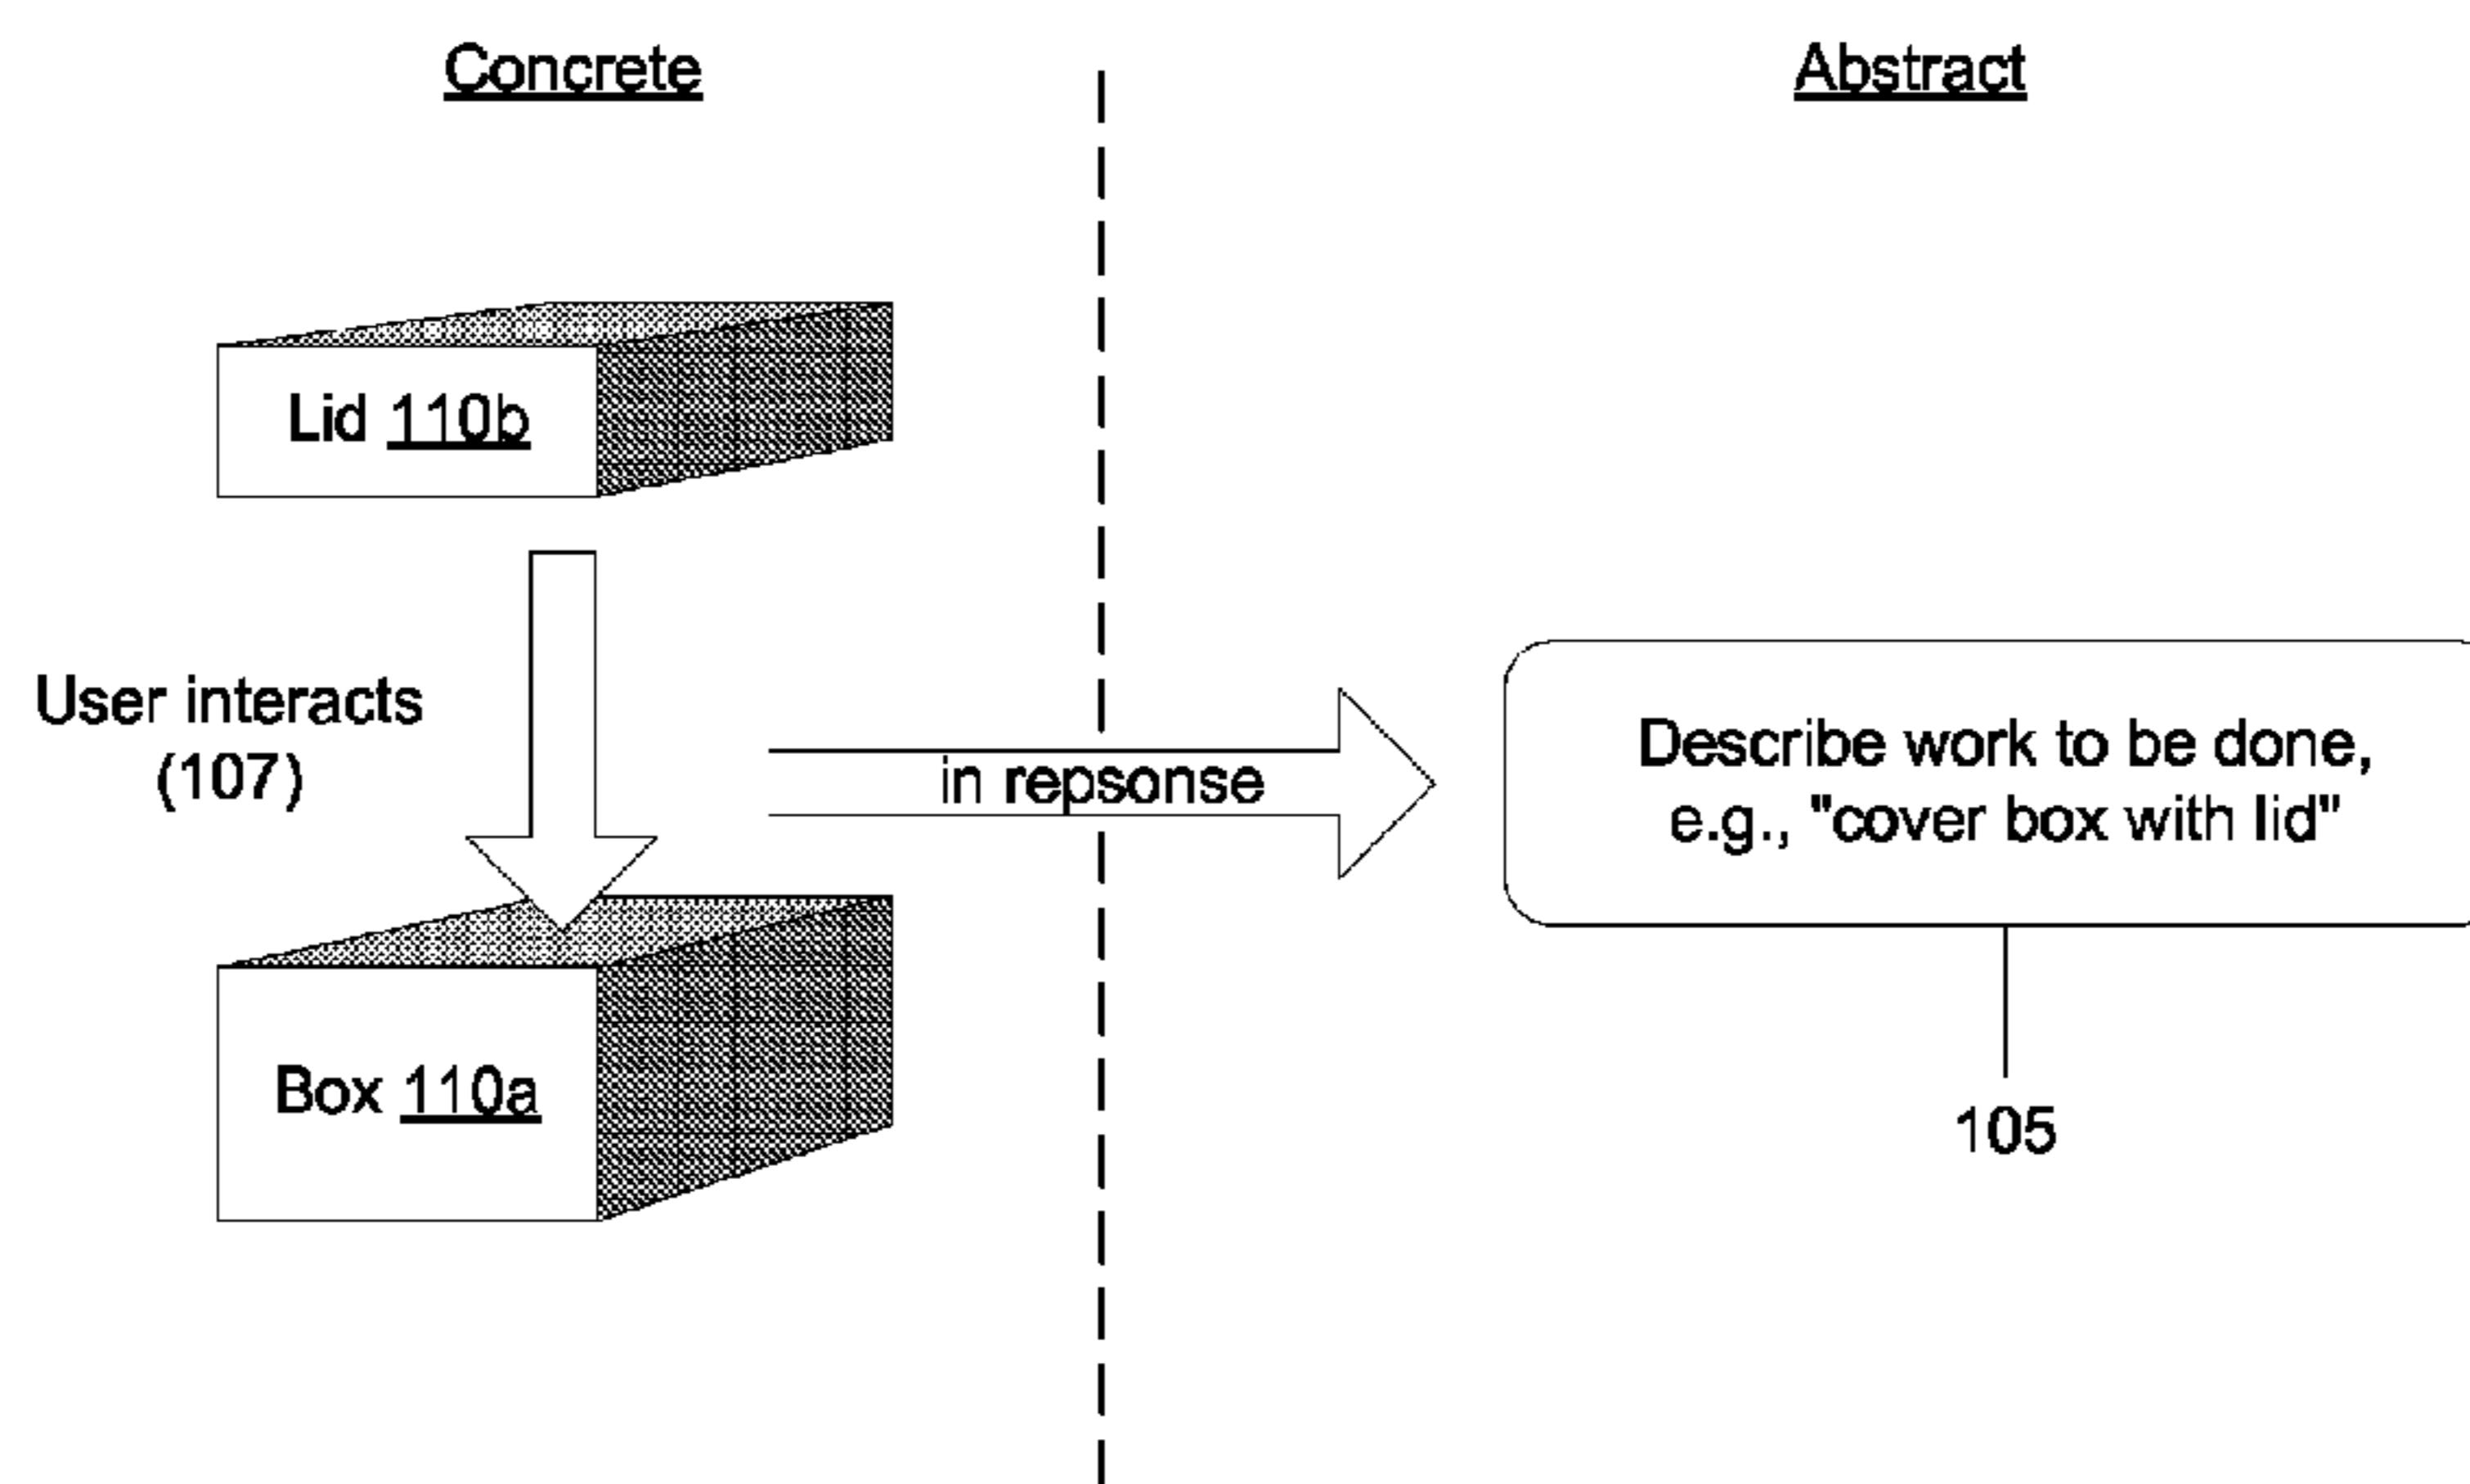 Concrete
Abstract
Lid 110b
User interacts
(107)
in repsonse
Describe work to be done,
e.g., "cover box with lid"
Box 110a
105